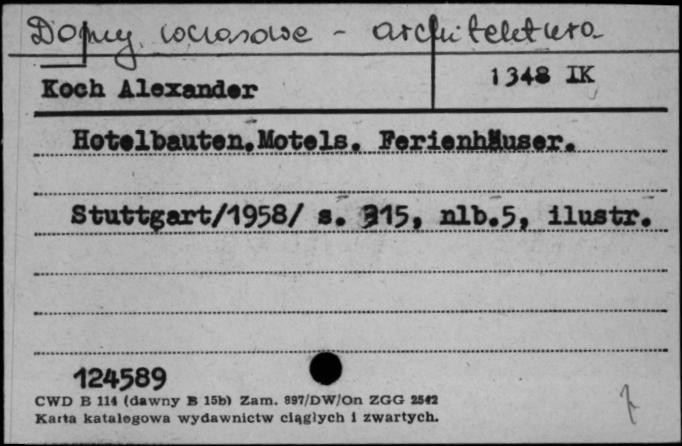 Domy wczasowe - architektura
1348 IK
Koch Alexander
Hotelbauten.Motels. Ferienhäuser.
Stuttgart/1958/ s. 315, nlb.5, ilustr.
124589
CWD B 114 (dawny B 15b) Zam. 897/DW/On ZGG 2542
Karta katalogowa wydawnictw ciągłych i zwartych.